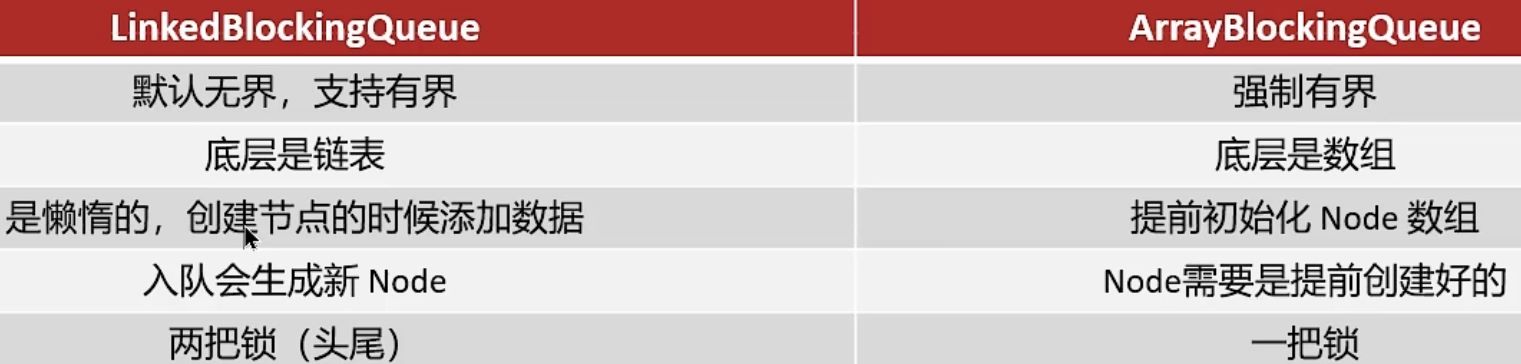 LinkedBlockingQueue ArrayBlockingQueue
默认无界，支持有界 强制有界
底层是链表 底层是数组
是懒惰的，创建节点的时候添加数据 提前初始化 Node 数组
入队会生成新 Node Node需要是提前创建好的
两把锁（头尾） 一把锁